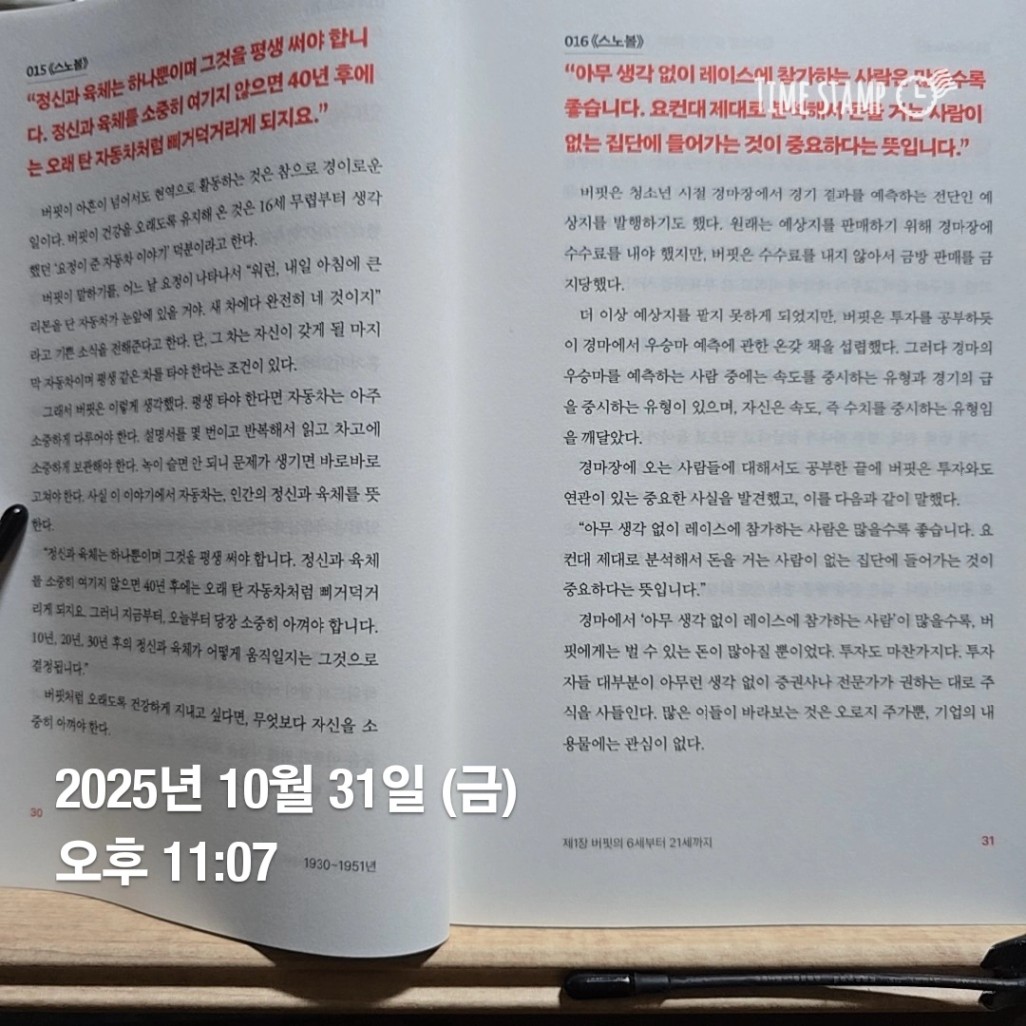 015 《스노볼》
“정신과 육체는 하나뿐이며 그것을 평생 써야 합니
다. 정신과 육체를 소중히 여기지 않으면 40년 후에
는 오래 탄 자동차처럼 삐거덕거리게 되지요.”
버핏이 아흔이 넘어서도 현역으로 활동하는 것은 참으로 경이로운
일이다. 버핏이 건강을 오래도록 유지해 온 것은 16세 무렵부터 생각
했던 ‘요정이 준 자동차 이야기’ 덕분이라고 한다.
버핏이 말하기를, 어느 날 요정이 나타나서 “워런, 내일 아침에 큰
리본을 단 자동차가 눈앞에 있을 거야. 새 차에다 완전히 네 것이지”
라고 기쁜 소식을 전해준다고 한다. 단, 그 차는 자신이 갖게 될 마지
막 자동차이며 평생 같은 차를 타야 한다는 조건이 있다.
그래서 버핏은 이렇게 생각했다. 평생 타야 한다면 자동차는 아주
소중하게 다루어야 한다. 설명서를 몇 번이고 반복해서 읽고 차고에
소중하게 보관해야 한다. 녹이 슬면 안 되니 문제가 생기면 바로바로
고쳐야 한다. 사실 이 이야기에서 자동차는, 인간의 정신과 육체를 뜻
한다.
“정신과 육체는 하나뿐이며 그것을 평생 써야 합니다. 정신과 육체
를 소중히 여기지 않으면 40년 후에는 오래 탄 자동차처럼 삐거덕거
리게 되지요. 그러니 지금부터, 오늘부터 당장 소중히 아껴야 합니다.
10년, 20년, 30년 후의 정신과 육체가 어떻게 움직일지는 그것으로
결정됩니다.”
버핏처럼 오래도록 건강하게 지내고 싶다면, 무엇보다 자신을 소
중히 아껴야 한다.
30
1930~1951년
016 《스노볼》
“아무 생각 없이 레이스에 참가하는 사람은 많을수록
좋습니다. 요컨대 제대로 분석해서 돈을 거는 사람이
없는 집단에 들어가는 것이 중요하다는 뜻입니다.”
버핏은 청소년 시절 경마장에서 경기 결과를 예측하는 전단인 예
상지를 발행하기도 했다. 원래는 예상지를 판매하기 위해 경마장에
수수료를 내야 했지만, 버핏은 수수료를 내지 않아서 금방 판매를 금
지당했다.
더 이상 예상지를 팔지 못하게 되었지만, 버핏은 투자를 공부하듯
이 경마에서 우승마 예측에 관한 온갖 책을 섭렵했다. 그러다 경마의
우승마를 예측하는 사람 중에는 속도를 중시하는 유형과 경기의 급
을 중시하는 유형이 있으며, 자신은 속도, 즉 수치를 중시하는 유형임
을 깨달았다.
경마장에 오는 사람들에 대해서도 공부한 끝에 버핏은 투자와도
연관이 있는 중요한 사실을 발견했고, 이를 다음과 같이 말했다.
“아무 생각 없이 레이스에 참가하는 사람은 많을수록 좋습니다. 요
컨대 제대로 분석해서 돈을 거는 사람이 없는 집단에 들어가는 것이
중요하다는 뜻입니다.”
경마에서 ‘아무 생각 없이 레이스에 참가하는 사람’이 많을수록, 버
핏에게는 벌 수 있는 돈이 많아질 뿐이었다. 투자도 마찬가지다. 투자
자들 대부분이 아무런 생각 없이 증권사나 전문가가 권하는 대로 주
식을 사들인다. 많은 이들이 바라보는 것은 오로지 주가뿐, 기업의 내
용물에는 관심이 없다.
제1장 버핏의 6세부터 21세까지
31
TIME STAMP
2025년 10월 31일 (금)
오후 11:07